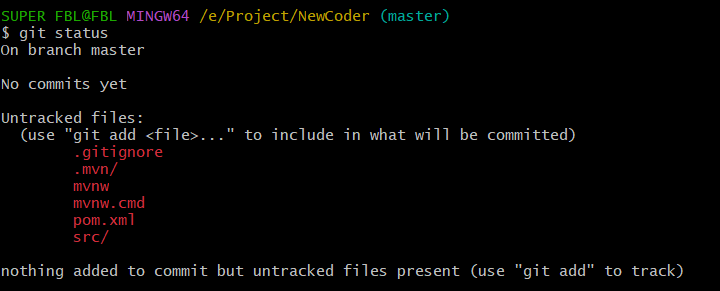 SUPER FBL@FBL MINGW64 /e/Project/NewCoder (master)
$ git status
On branch master
No commits yet
Untracked files:
(use "git add <file>..." to include in what will be committed)
.gitignore
.mvn/
mvnw
mvnw.cmd
pom.xml
src/
nothing added to commit but untracked files present (use "git add" to track)